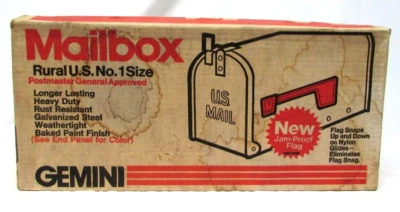 Mailbox
Rural U.S. No. 1 Size
Postmaster General Approved
Longer Lasting
Heavy Duty
Rust Resistant
Galvanized Steel
Weathertight
Baked Paint Finish
(See End Panel for Color)
GEMINI
U.S.
MAIL
New
Jam-Proof
Flag
Flag Snaps
Up and Down
on Nylon
Glides–
Eliminates
Flag Snag.